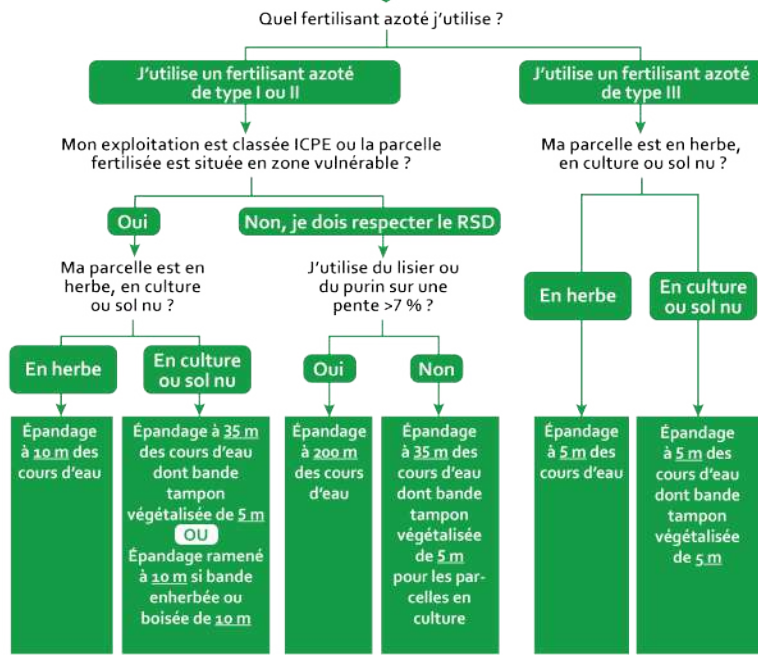 Quel fertilisant azoté j'utilise ?
J'utilise un fertilisant azoté
de type I ou II
J'utilise un fertilisant azoté
de type III
Mon exploitation est classée ICPE ou la parcelle
fertilisée est située en zone vulnérable ?
Ma parcelle est en herbe,
en culture ou sol nu ?
Oui
Non, je dois respecter le RSD
Ma parcelle est en
herbe, en culture
ou sol nu ?
J'utilise du lisier ou
du purin sur une
pente >7 % ?
En herbe
En culture
ou sol nu
En herbe
En culture
ou sol nu
Oui
Non
Épandage
à 10 m des
cours d'eau
Épandage à 35 m
des cours d'eau
dont bande
tampon
végétalisée de 5 m
OU
Épandage ramené
à 10 m si bande
enherbée ou
boisée de 10 m
Épandage
à 200 m
des cours
d'eau
Épandage
à 35 m des
cours d'eau
dont bande
tampon
végétalisée
de 5 m
pour les par-
celles en
culture
Épandage
à 5 m des
cours d'eau
Épandage
à 5 m des
cours d'eau
dont bande
tampon
végétalisée
de 5 m